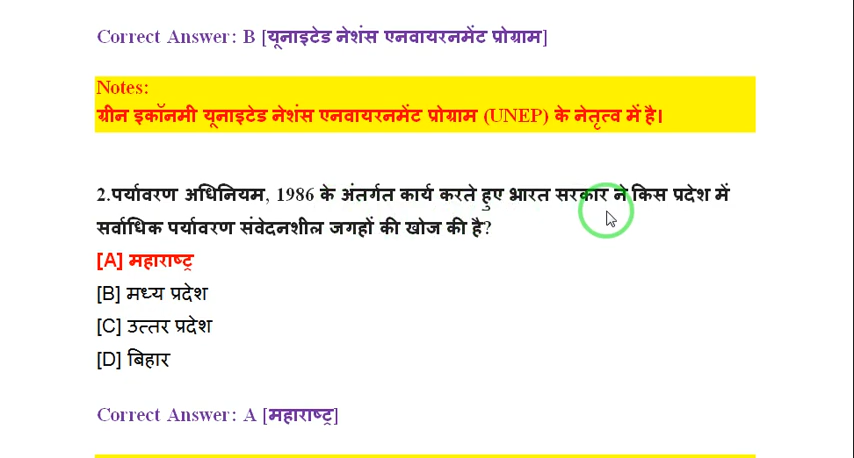 Correct Answer: B [यूनाइटेड नेशंस एनवायरनमेंट प्रोग्राम]
Notes:
ग्रीन इकॉनमी यूनाइटेड नेशंस एनवायरनमेंट प्रोग्राम (UNEP) के नेतृत्व में है।
2.पर्यावरण अधिनियम, 1986 के अंतर्गत कार्य करते हुए भारत सरकार ने किस प्रदेश में
सर्वाधिक पर्यावरण संवेदनशील जगहों की खोज की है?
[A] महाराष्ट्र
[B] मध्य प्रदेश
[C] उत्तर प्रदेश
[D] बिहार
Correct Answer: A [महाराष्ट्र]